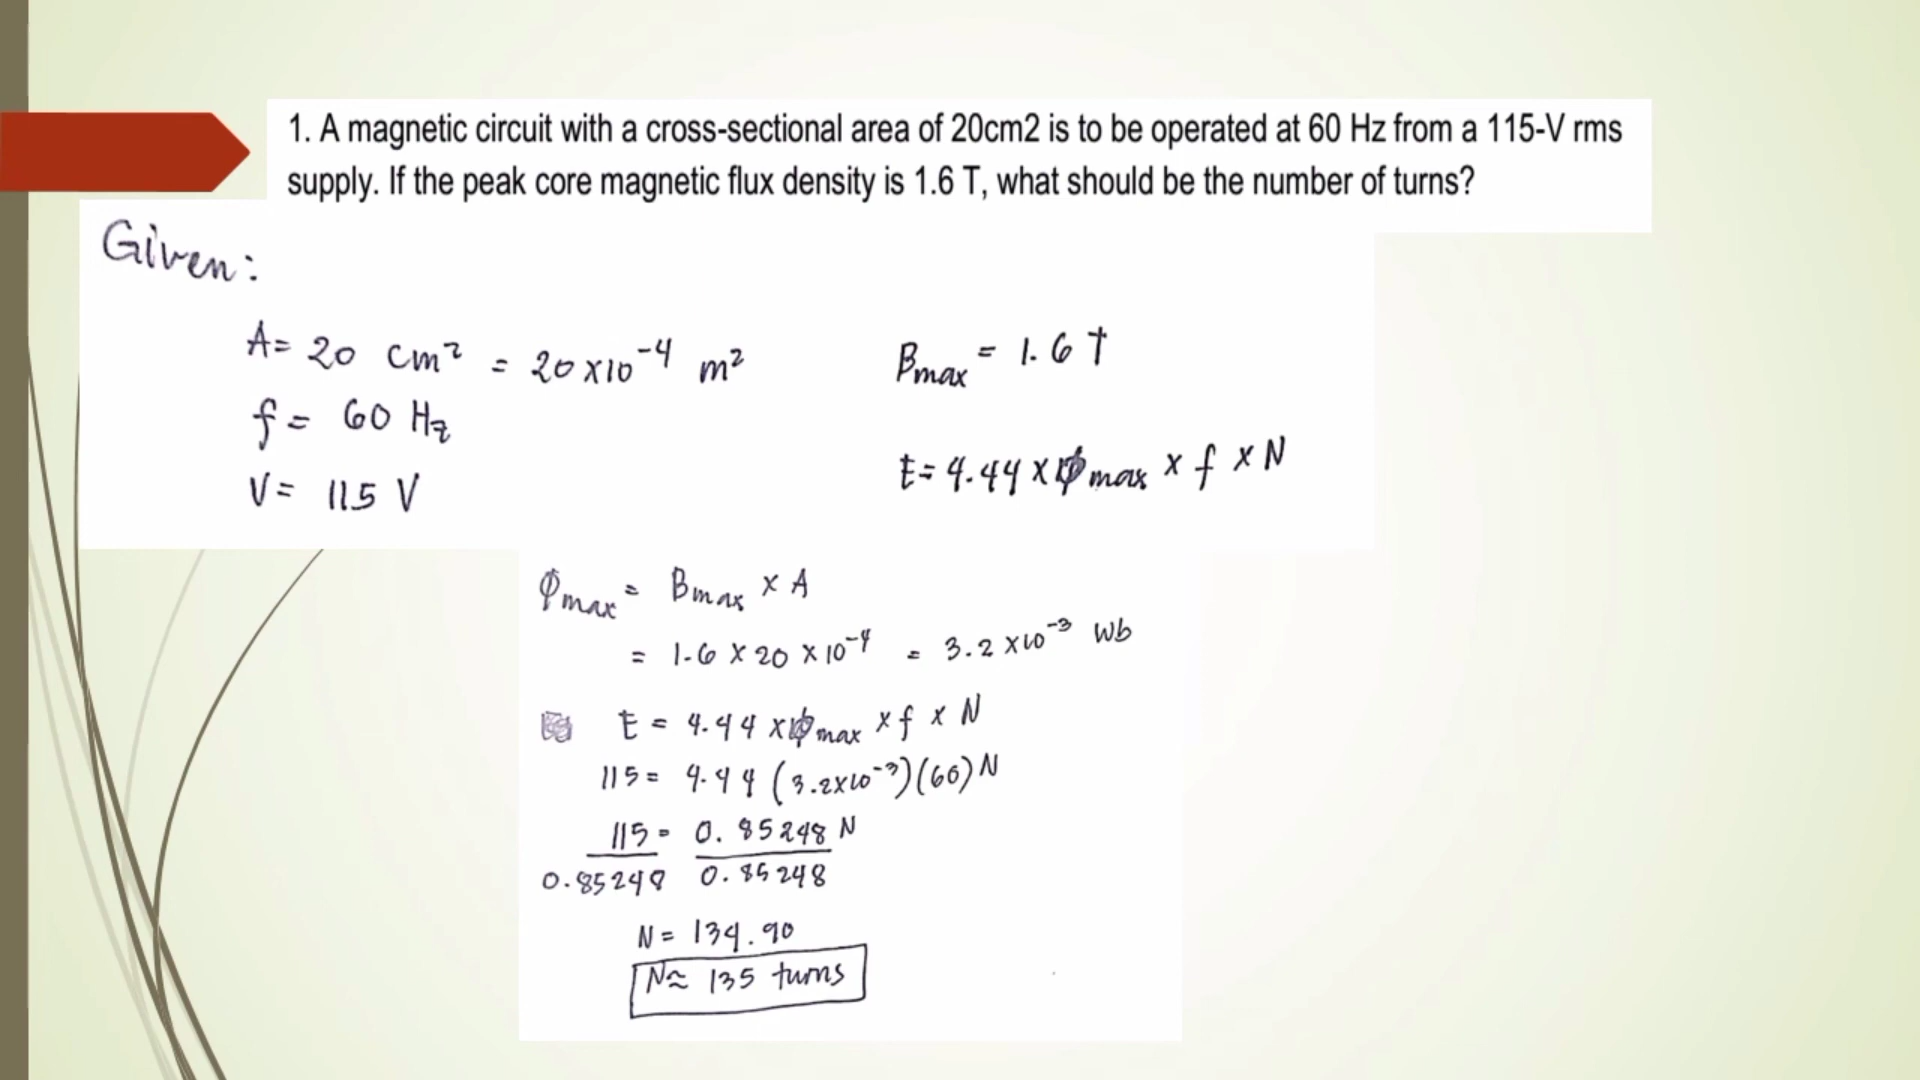 1. A magnetic circuit with a cross-sectional area of 20cm2 is to be operated at 60 Hz from a 115-V rms
supply. If the peak core magnetic flux density is 1.6 T, what should be the number of turns?
Given:
A = 20 cm² = 20 x 10⁻⁴ m²
f = 60 Hz
V = 115 V
Bmax = 1.6 T
E = 4.44 x φmax x f x N
φmax = Bmax x A
= 1.6 x 20 x 10⁻⁴ = 3.2 x 10⁻³ Wb
E = 4.44 x φmax x f x N
115 = 4.44 (3.2x10⁻³)(60) N
115 = 0.85248 N
0.85248 0.85248
N = 134.90
N ≈ 135 turns